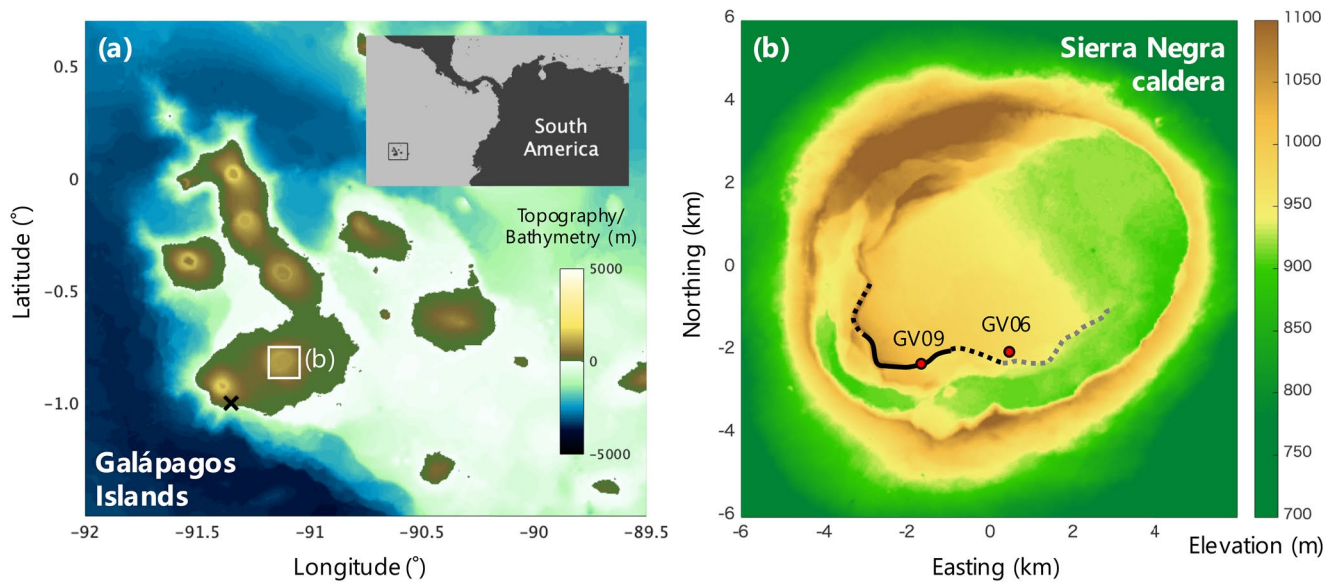 (a)
South
America
Topography/
Bathymetry (m)
5000
0
−5000
(b)
Galápagos
Islands
0.5
0
−0.5
−1.0
Latitude (˚)
−92
−91.5
−91
−90.5
−90
−89.5
Longitude (˚)
(b)
Sierra Negra
caldera
GV09
GV06
6
4
2
0
-2
-4
-6
Northing (km)
-6
-4
-2
0
2
4
Easting (km)
1100
1050
1000
950
900
850
800
750
700
Elevation (m)